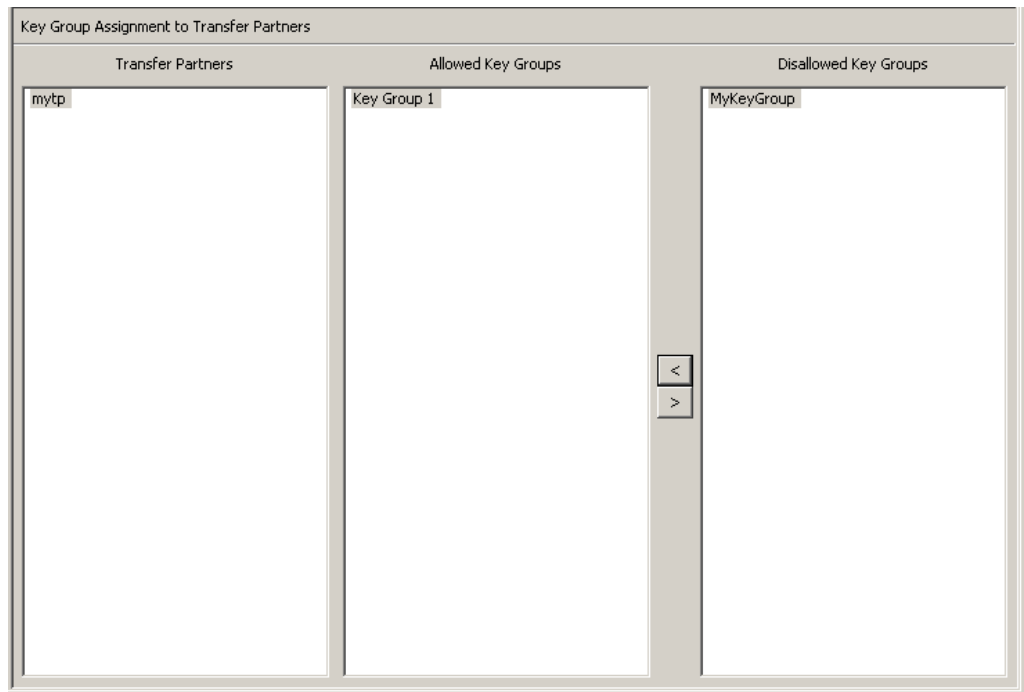 Key Group Assignment to Transfer Partners
Transfer Partners
Allowed Key Groups
Disallowed Key Groups
mytp
Key Group 1
MyKeyGroup
<
>